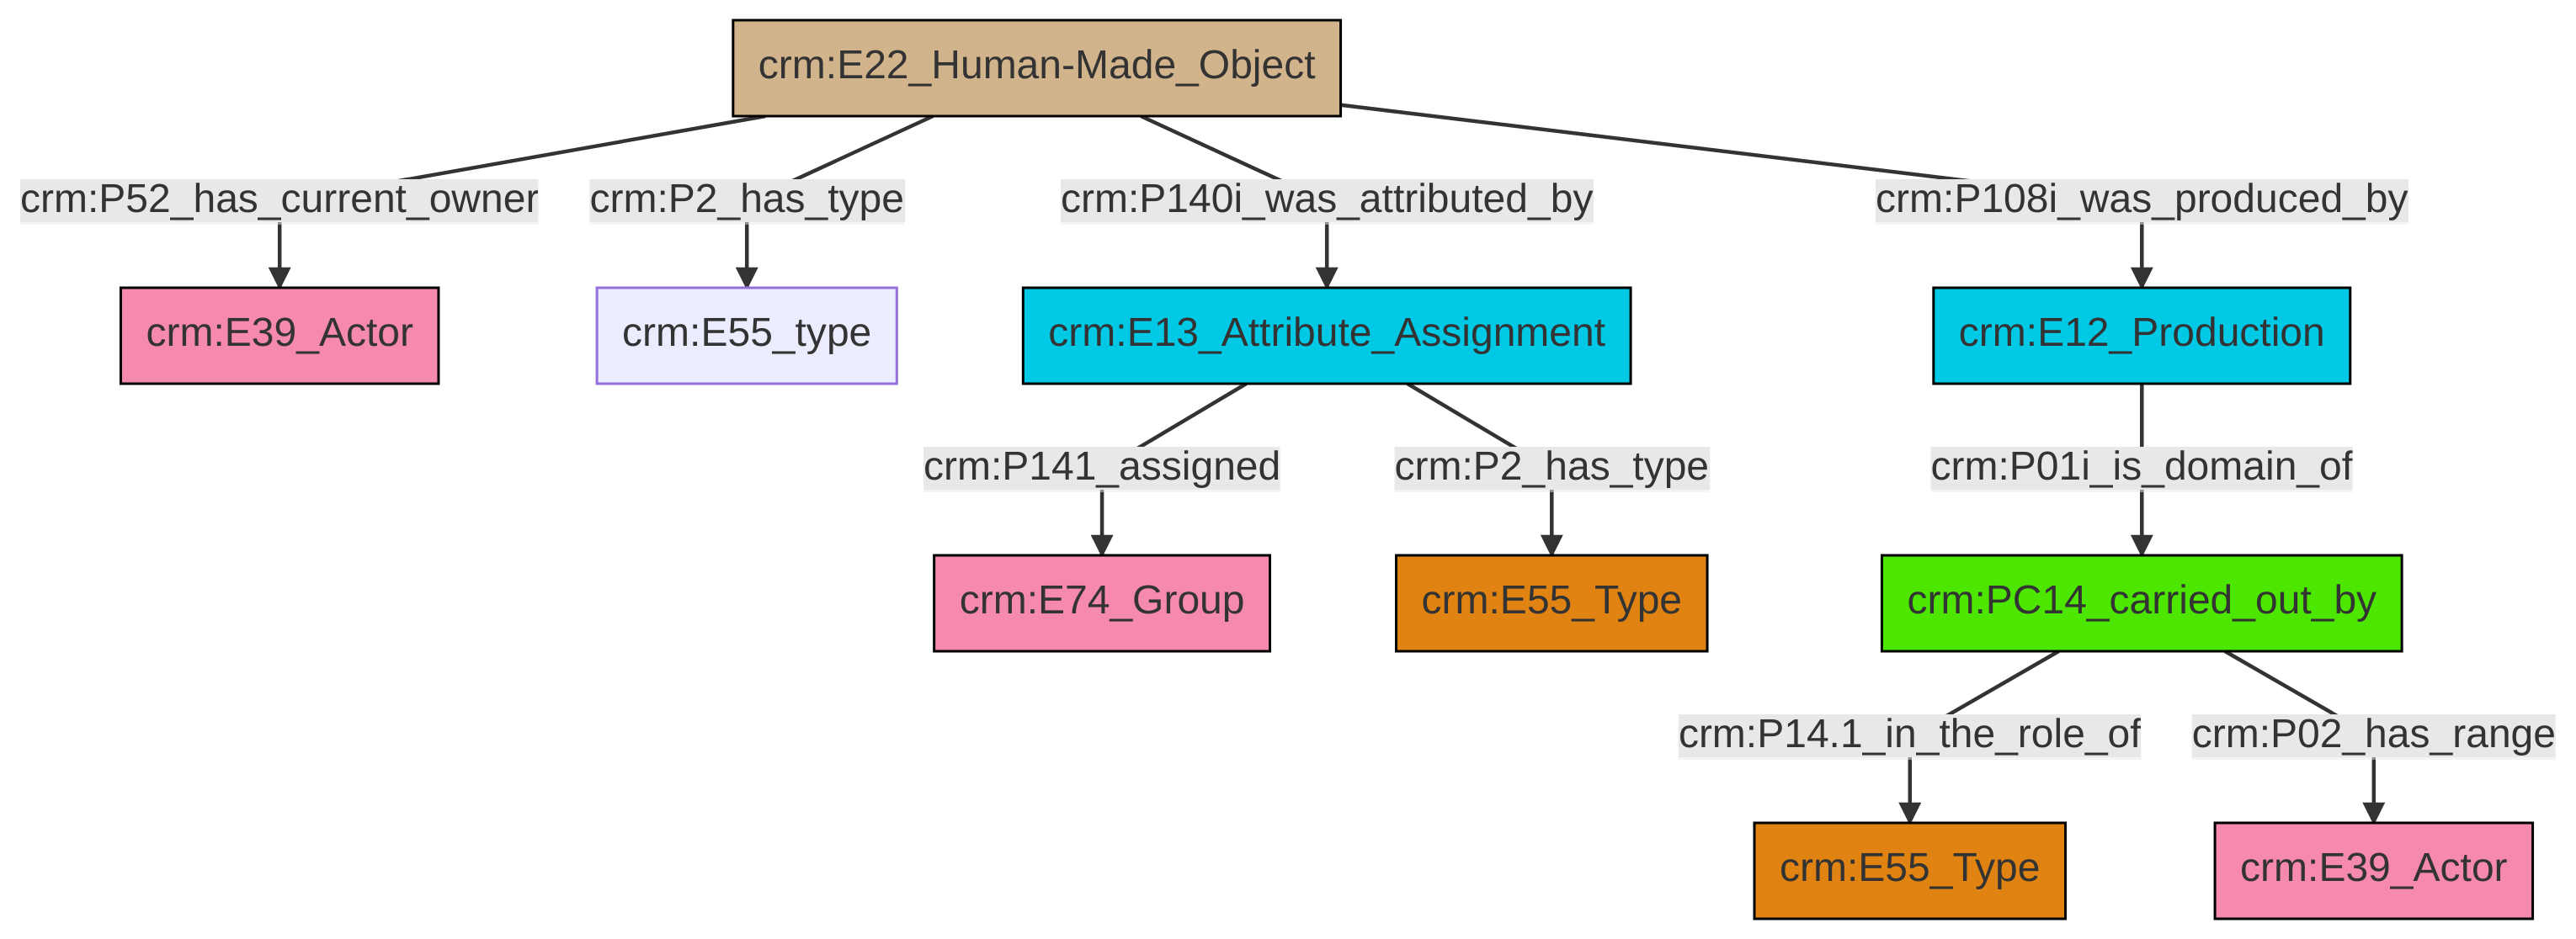 crm:E22_Human-Made_Object
crm:P52_has_current_owner
crm:P2_has_type
crm:P140i_was_attributed_by
crm:P108i_was_produced_by
crm:E39_Actor
crm:E55_type
crm:E13_Attribute_Assignment
crm:E12_Production
crm:P141_assigned
crm:P2_has_type
crm:P01i_is_domain_of
crm:E74_Group
crm:E55_Type
crm:PC14_carried_out_by
crm:P14.1_in_the_role_of
crm:P02_has_range
crm:E55_Type
crm:E39_Actor